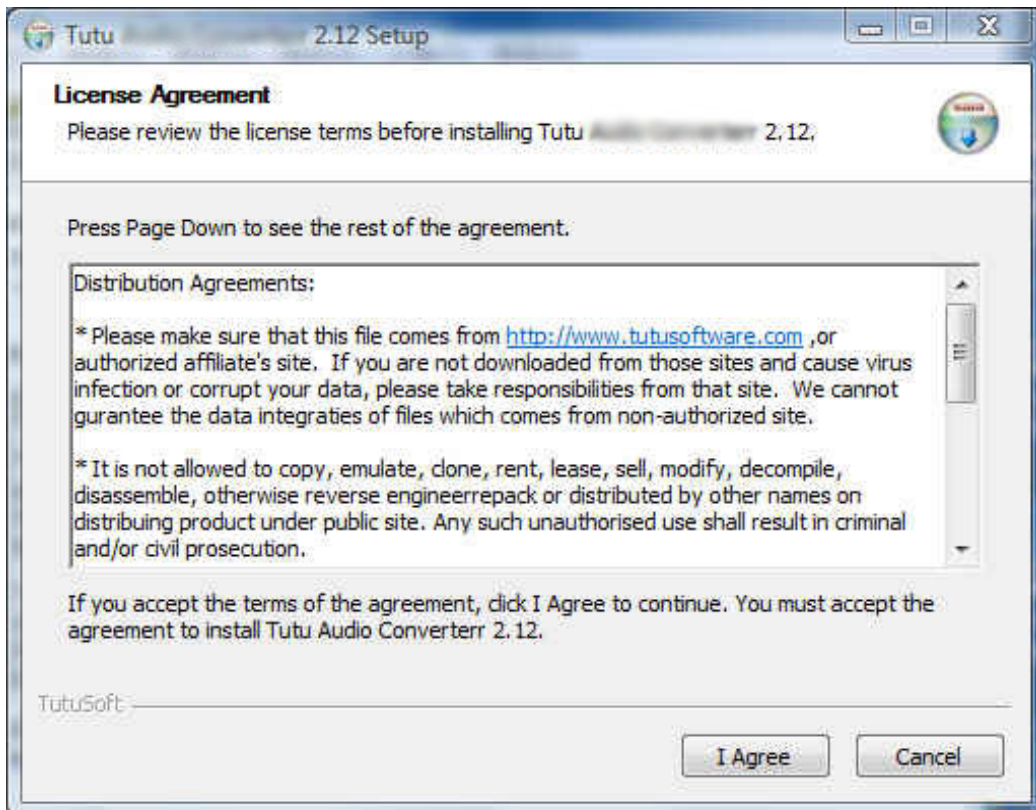 Tutu 2.12 Setup
License Agreement
Please review the license terms before installing Tutu 2.12.
Press Page Down to see the rest of the agreement.
Distribution Agreements:
* Please make sure that this file comes from http://www.tutusoftware.com ,or
authorized affiliate's site.  If you are not downloaded from those sites and cause virus
infection or corrupt your data, please take responsibilities from that site.  We cannot
gurantee the data integraties of files which comes from non-authorized site.
* It is not allowed to copy, emulate, clone, rent, lease, sell, modify, decompile,
disassemble, otherwise reverse engineerrepack or distributed by other names on
distribuing product under public site. Any such unauthorised use shall result in criminal
and/or civil prosecution.
If you accept the terms of the agreement, click I Agree to continue. You must accept the
agreement to install Tutu Audio Converterr 2.12.
TutuSoft
I Agree
Cancel